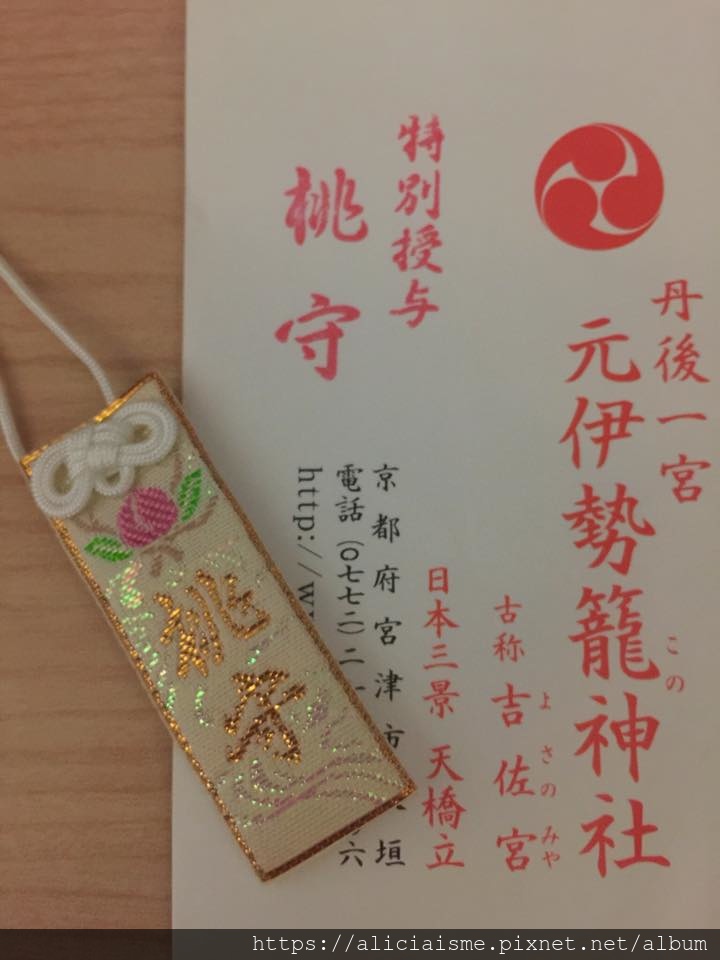 丹後一宮
元伊勢籠神社
この
古称 吉佐宮
よさのみや
日本三景 天橋立
京都府宮津市
垣
電話(〇七七二)二
六
http://w
特別授与
桃守
桃守
https://aliciaisme.pixnet.net/album